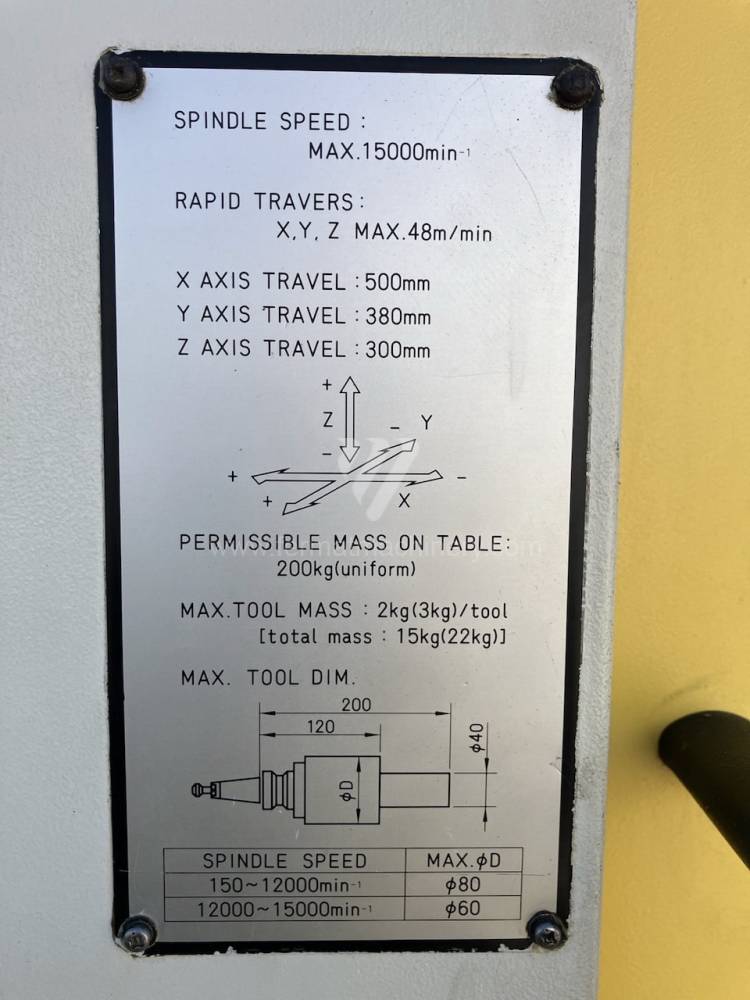 SPINDLE SPEED :
MAX.15000min⁻¹
RAPID TRAVERS:
X,Y, Z MAX.48m/min
X AXIS TRAVEL :500mm
Y AXIS TRAVEL :380mm
Z AXIS TRAVEL :300mm
+
Z
- Y
-
+ -
+ X
PERMISSIBLE MASS ON TABLE:
200kg(uniform)
MAX.TOOL MASS : 2kg(3kg)/tool
[total mass : 15kg(22kg)]
MAX. TOOL DIM.
200
120
φ40
φD
SPINDLE SPEED MAX.φD
150~12000min⁻¹ φ80
12000~15000min⁻¹ φ60